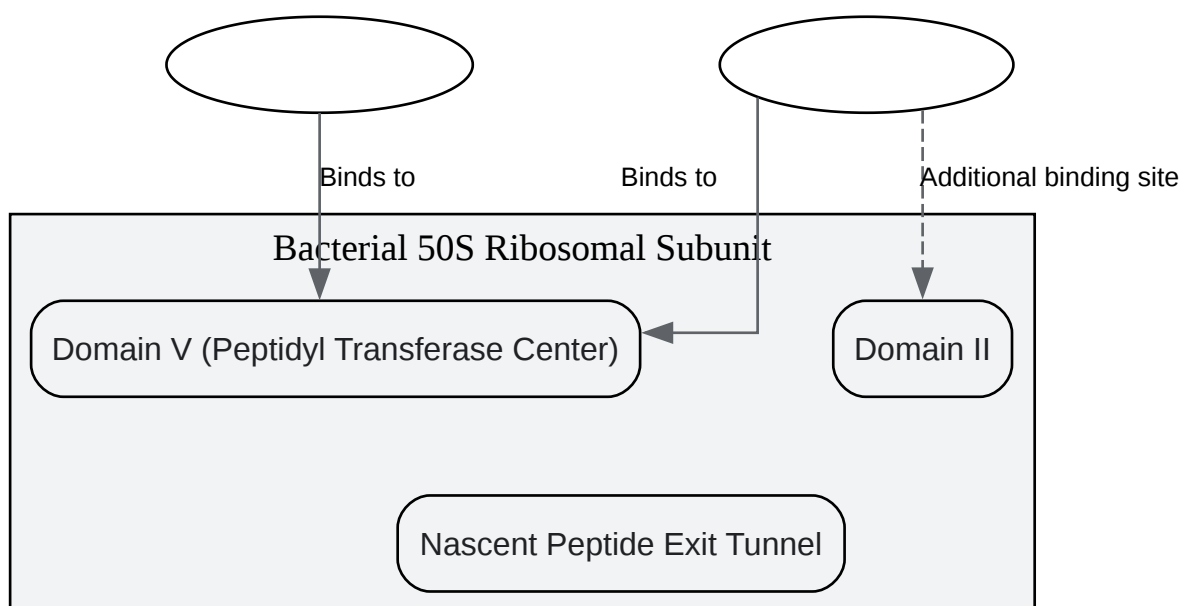 Binds to
Binds to
Additional binding site
Bacterial 50S Ribosomal Subunit
Domain V (Peptidyl Transferase Center)
Domain II
Nascent Peptide Exit Tunnel